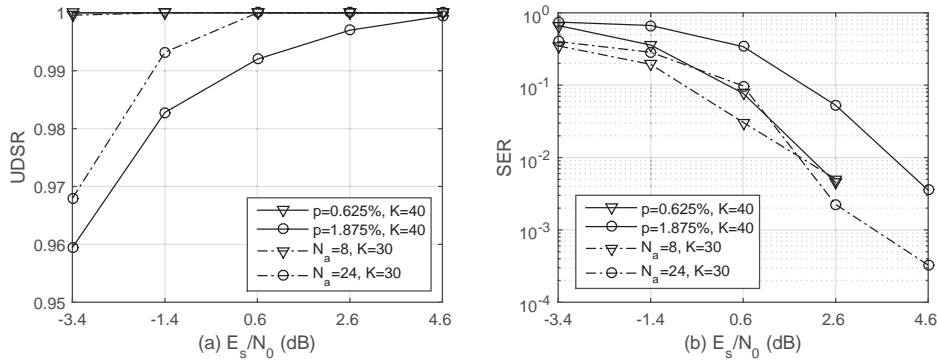 1
0.99
0.98
0.97
0.96
0.95
UDSR
-3.4 -1.4 0.6 2.6 4.6
(a) E_s/N_0 (dB)
p=0.625%, K=40
p=1.875%, K=40
N_a=8, K=30
N_a=24, K=30
10^0
10^-1
10^-2
10^-3
10^-4
SER
-3.4 -1.4 0.6 2.6 4.6
(b) E_s/N_0 (dB)
p=0.625%, K=40
p=1.875%, K=40
N_a=8, K=30
N_a=24, K=30